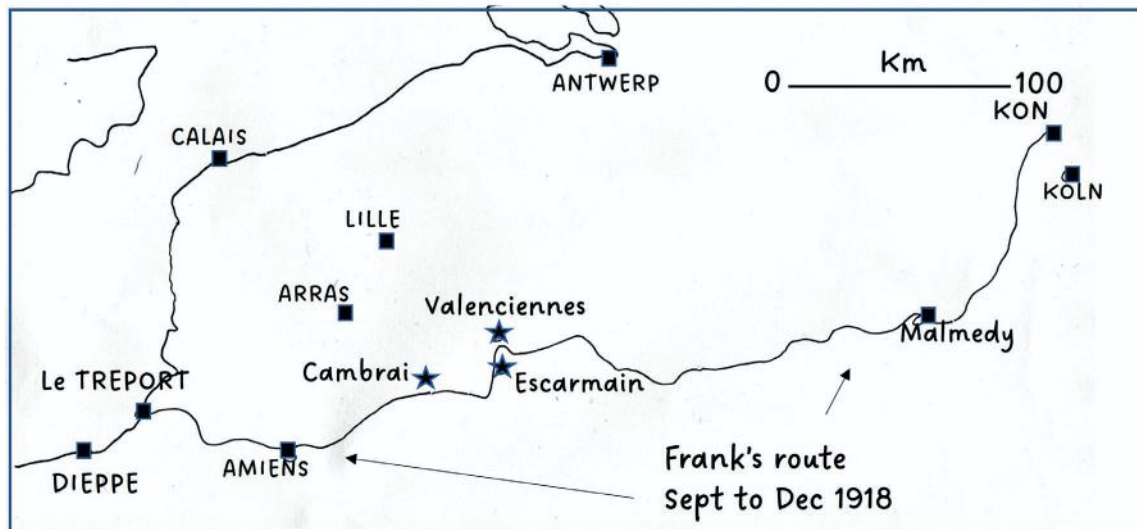 ANTWERP
Km
0 100
KON
CALAIS
KÖLN
LILLE
ARRAS
Valenciennes
Malmedy
Cambrai
Escarmain
Le TREPORT
AMIENS
DIEPPE
Frank's route
Sept to Dec 1918